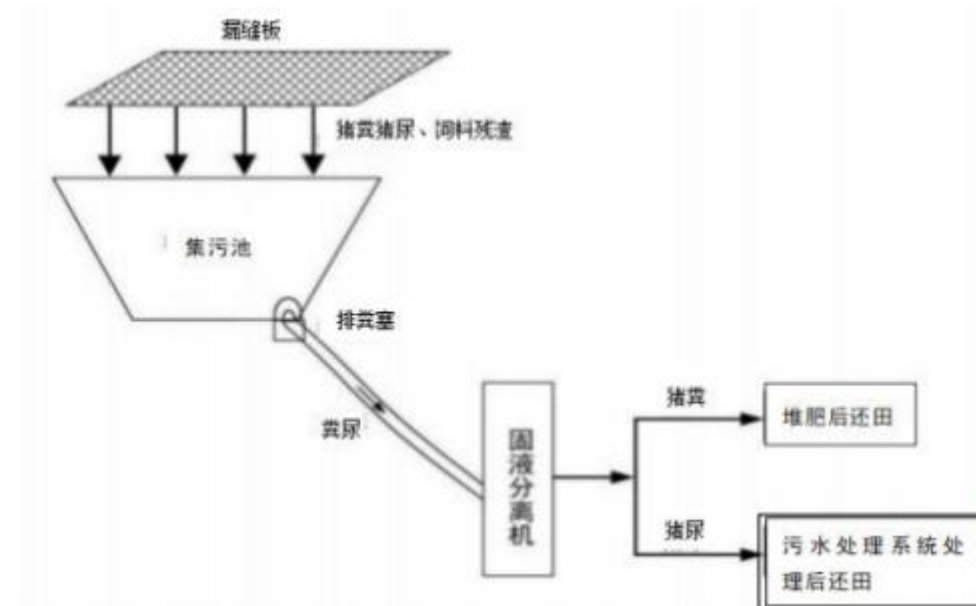 漏缝板
猪粪猪尿、饲料残渣
集污池
排粪塞
粪尿
固液分离机
猪粪
堆肥后还田
猪尿
污水处理系统处
理后还田